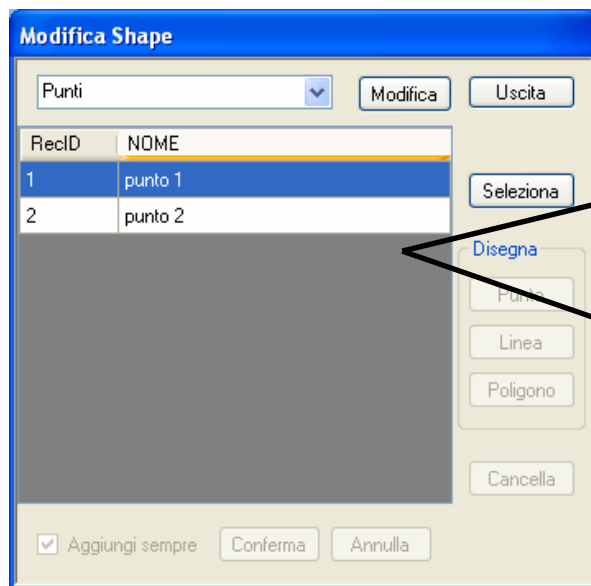 Modifica Shape
Punti Modifica Uscita
RecID NOME
1 punto 1
2 punto 2
Seleziona
Disegna
Punto
Linea
Poligono
Cancella
Aggiungi sempre Conferma Annulla